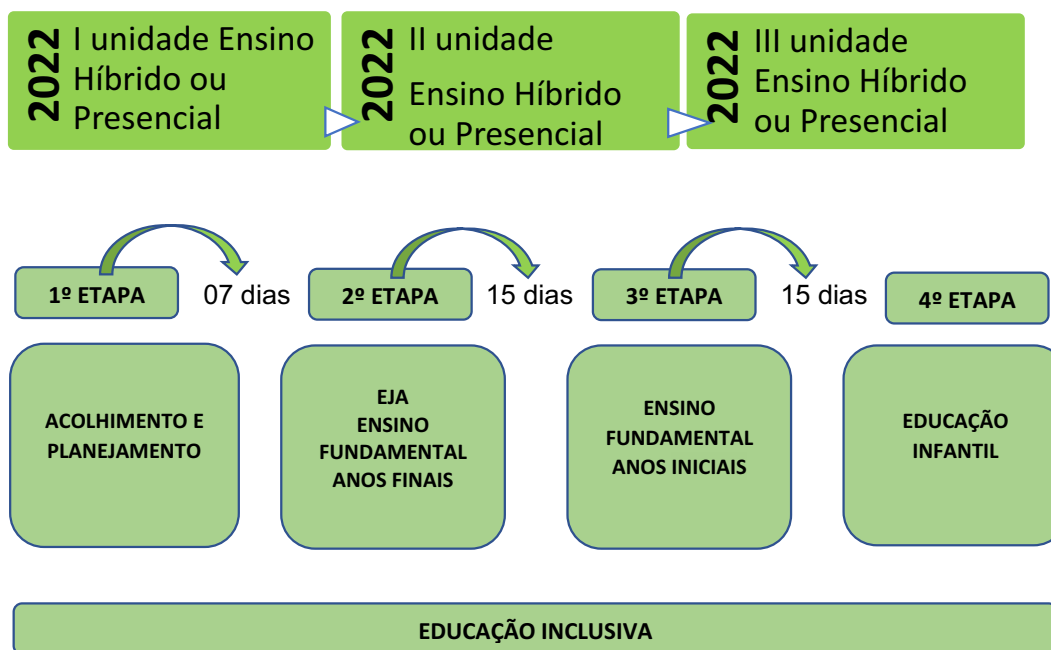 2022
I unidade Ensino
Híbrido ou
Presencial
2022
II unidade
Ensino Híbrido
ou Presencial
2022
III unidade
Ensino Híbrido
ou Presencial
1º ETAPA
07 dias
2º ETAPA
15 dias
3º ETAPA
15 dias
4º ETAPA
ACOLHIMENTO E
PLANEJAMENTO
EJA
ENSINO
FUNDAMENTAL
ANOS FINAIS
ENSINO
FUNDAMENTAL
ANOS INICIAIS
EDUCAÇÃO
INFANTIL
EDUCAÇÃO INCLUSIVA